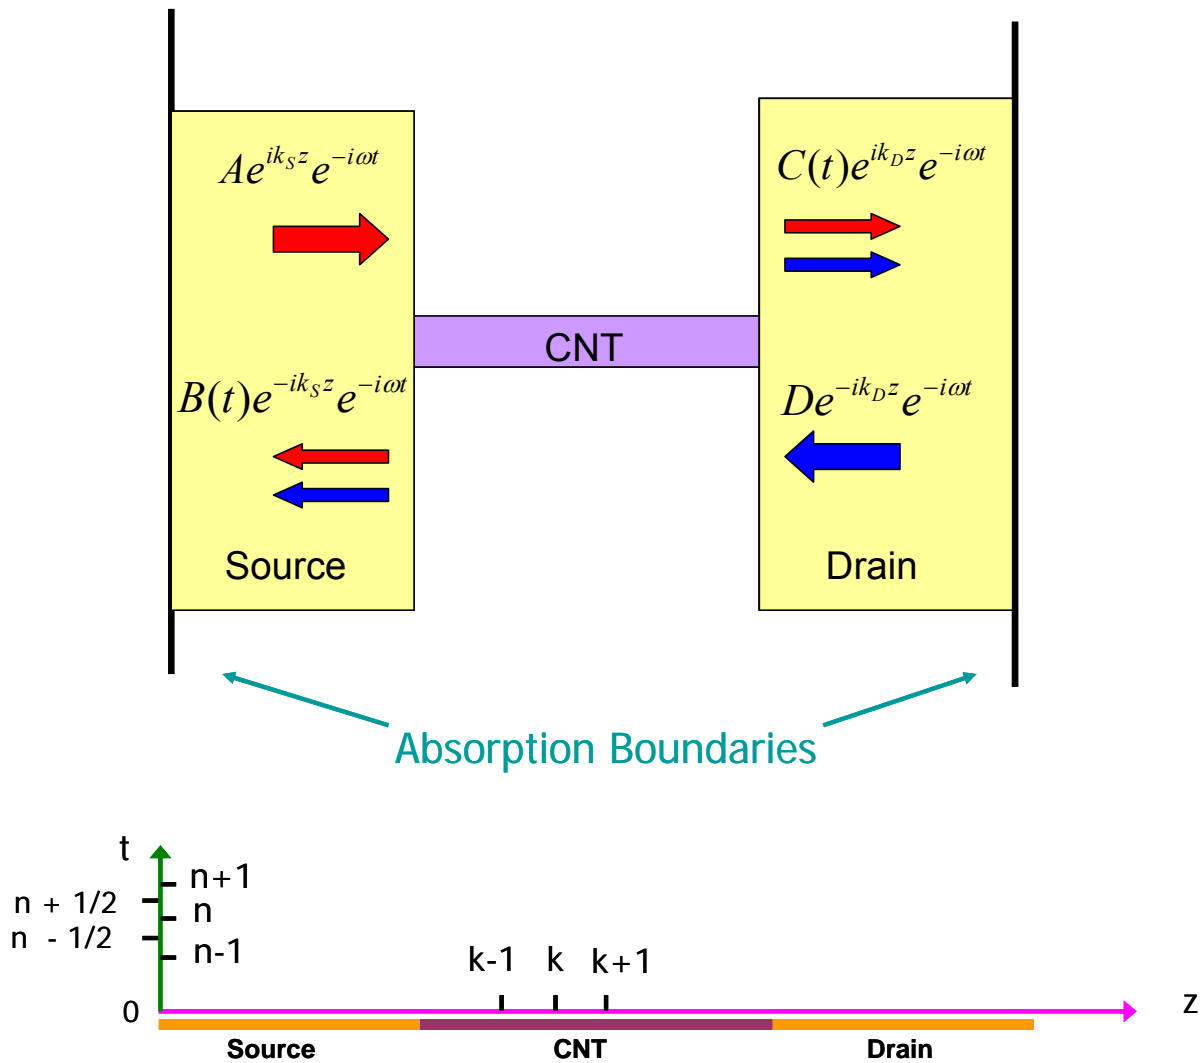 Ae^{ik_S z}e^{-iωt}
C(t)e^{ik_D z}e^{-iωt}
CNT
B(t)e^{-ik_S z}e^{-iωt}
De^{-ik_D z}e^{-iωt}
Source
Drain
Absorption Boundaries
t
n+1
n + 1/2
n
n - 1/2
n-1
k-1 k k+1
0
z
Source CNT Drain